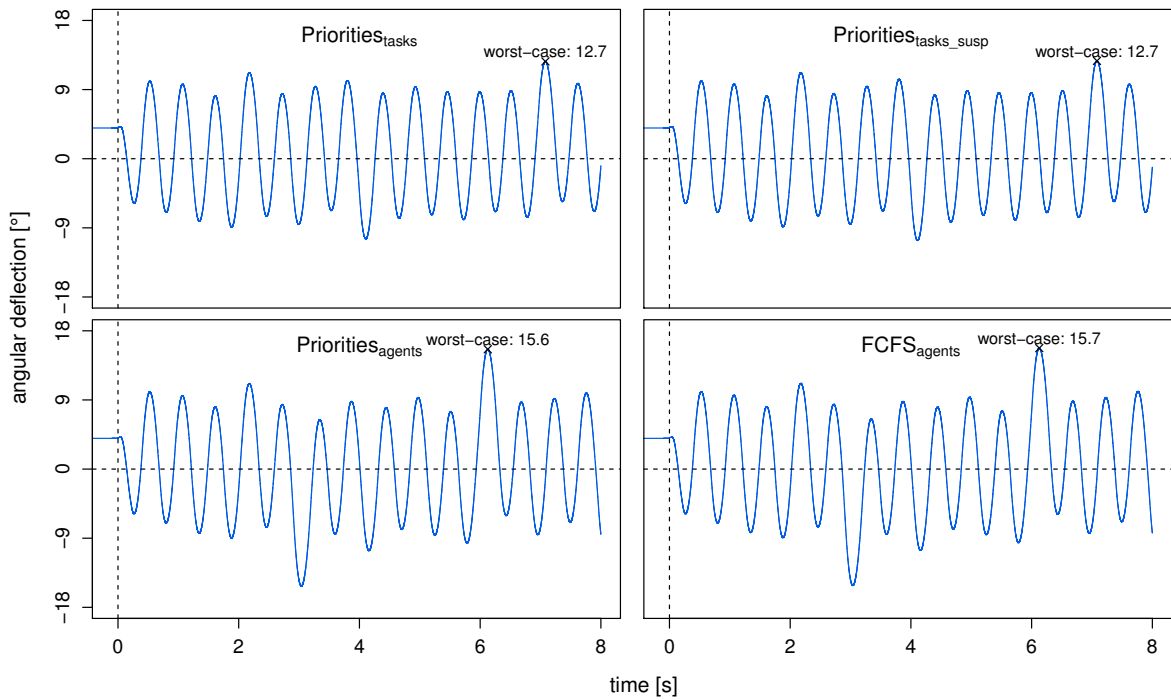 Priorities_tasks
worst−case: 12.7
Priorities_tasks_susp
worst−case: 12.7
18
9
0
−9
−18
angular deflection [°]
Priorities_agents
worst−case: 15.6
FCFS_agents
worst−case: 15.7
18
9
0
−9
−18
0 2 4 6 8
0 2 4 6 8
time [s]